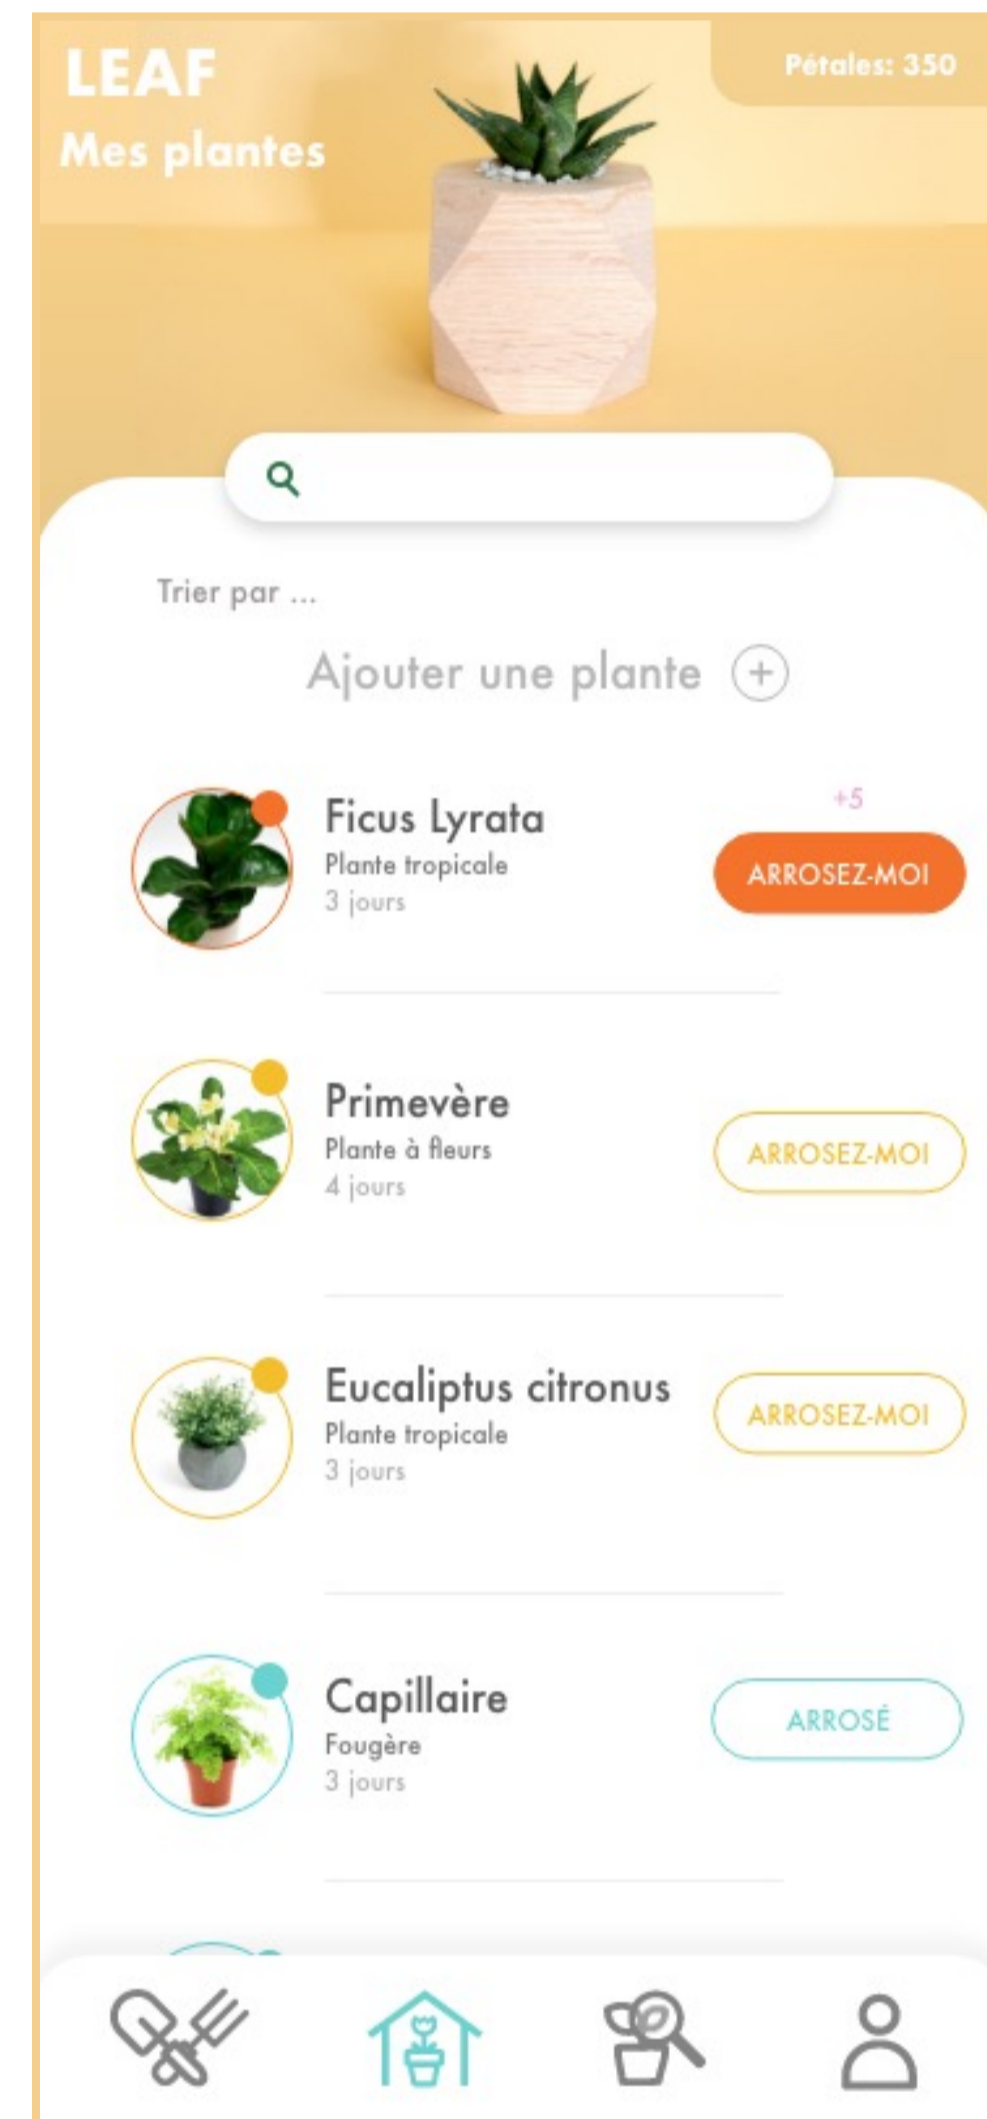 LEAF
Pétales: 350
Mes plantes
Trier par ...
Ajouter une plante
+5
Ficus Lyrata
Plante tropicale
3 jours
ARROSEZ-MOI
Primevère
Plante à fleurs
4 jours
ARROSEZ-MOI
Eucaliptus citronus
Plante tropicale
3 jours
ARROSEZ-MOI
Capillaire
Fougère
3 jours
ARROSÉ